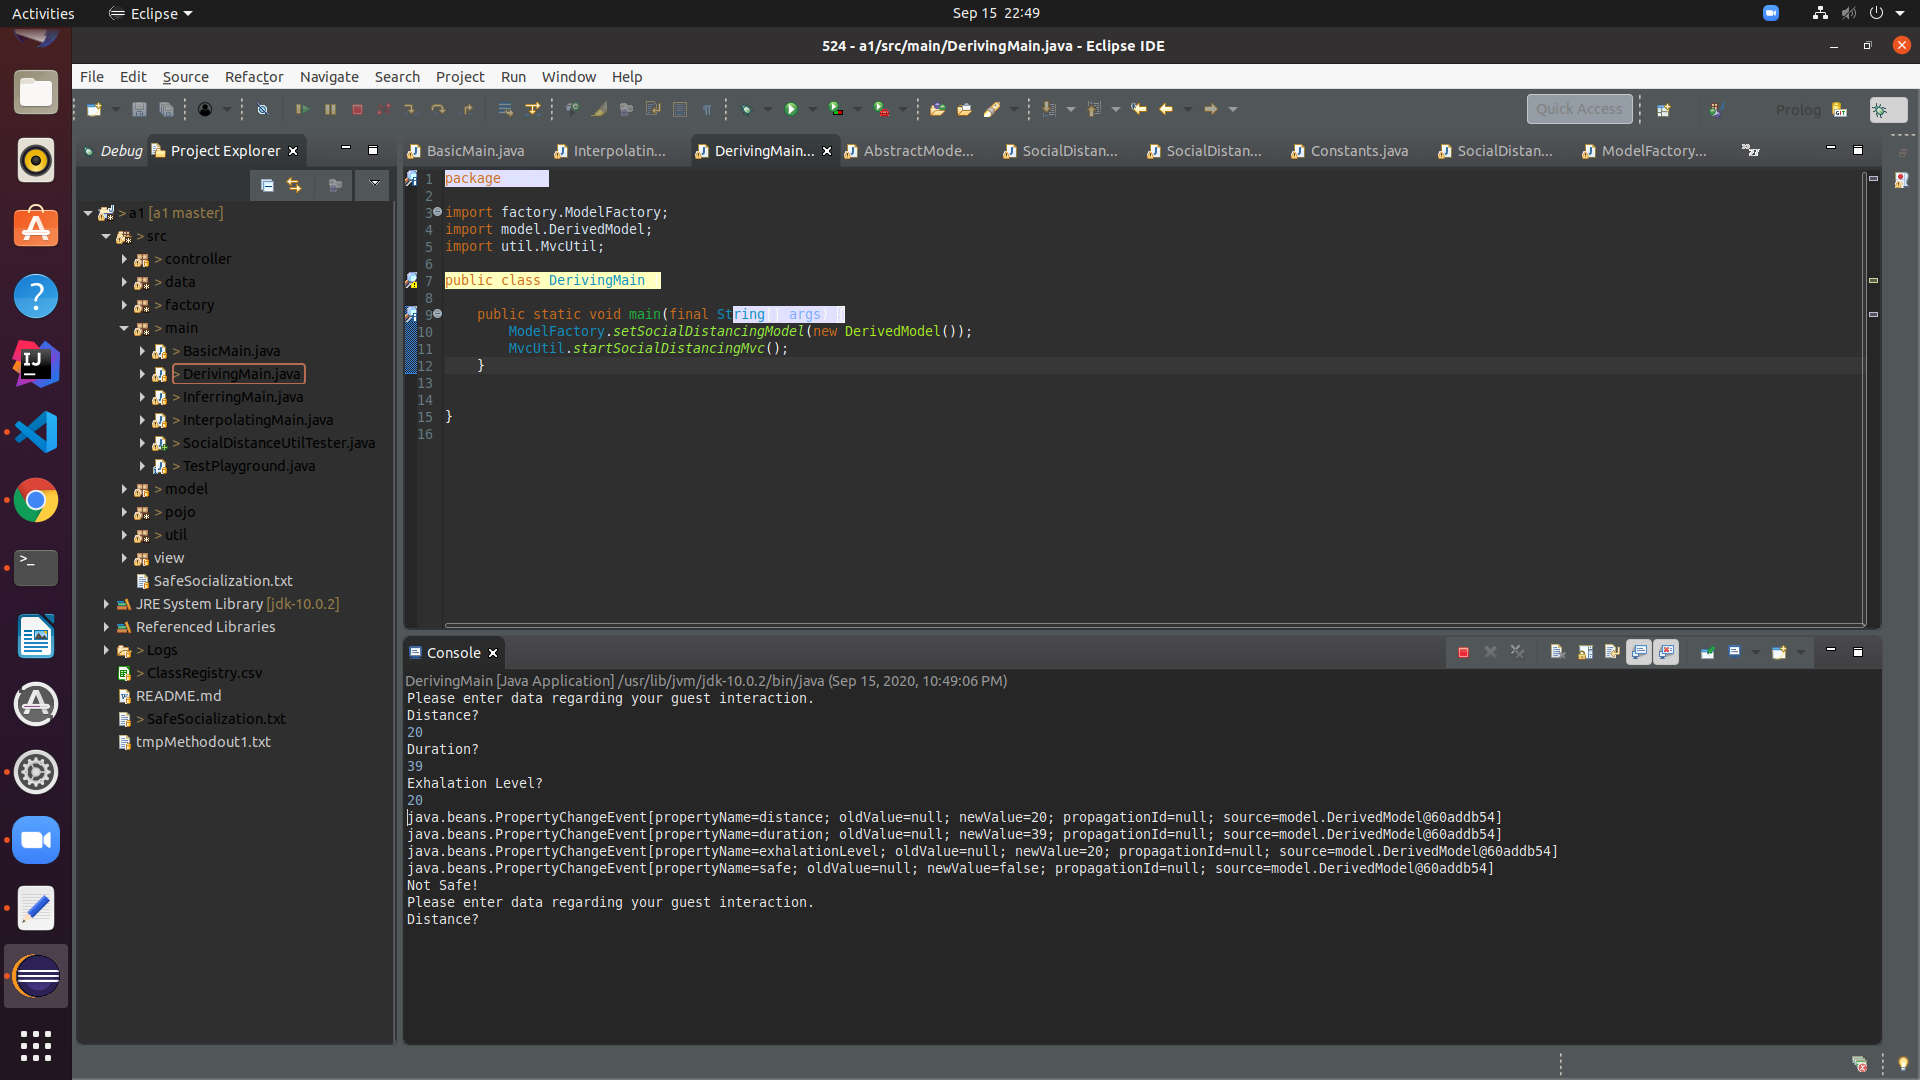 Activities Eclipse Sep 15 22:49
524 - a1/src/main/DerivingMain.java - Eclipse IDE
File Edit Source Refactor Navigate Search Project Run Window Help
Quick Access Prolog
Debug Project Explorer
> a1 [a1 master]
> src
> controller
> data
> factory
> main
> BasicMain.java
> DerivingMain.java
> InferringMain.java
> InterpolatingMain.java
> SocialDistanceUtilTester.java
> TestPlayground.java
> model
> pojo
> util
view
SafeSocialization.txt
JRE System Library [jdk-10.0.2]
Referenced Libraries
> Logs
> ClassRegistry.csv
README.md
> SafeSocialization.txt
tmpMethodout1.txt
BasicMain.java Interpolatin... DerivingMain... AbstractMode... SocialDistan... SocialDistan... Constants.java SocialDistan... ModelFactory...
1 package
2
3 import factory.ModelFactory;
4 import model.DerivedModel;
5 import util.MvcUtil;
6
7 public class DerivingMain
8
9 public static void main(final String[] args) {
10 ModelFactory.setSocialDistancingModel(new DerivedModel());
11 MvcUtil.startSocialDistancingMvc();
12 }
13
14
15 }
16
Console
DerivingMain [Java Application] /usr/lib/jvm/jdk-10.0.2/bin/java (Sep 15, 2020, 10:49:06 PM)
Please enter data regarding your guest interaction.
Distance?
20
Duration?
39
Exhalation Level?
20
java.beans.PropertyChangeEvent[propertyName=distance; oldValue=null; newValue=20; propagationId=null; source=model.DerivedModel@60addb54]
java.beans.PropertyChangeEvent[propertyName=duration; oldValue=null; newValue=39; propagationId=null; source=model.DerivedModel@60addb54]
java.beans.PropertyChangeEvent[propertyName=exhalationLevel; oldValue=null; newValue=20; propagationId=null; source=model.DerivedModel@60addb54]
java.beans.PropertyChangeEvent[propertyName=safe; oldValue=null; newValue=false; propagationId=null; source=model.DerivedModel@60addb54]
Not Safe!
Please enter data regarding your guest interaction.
Distance?